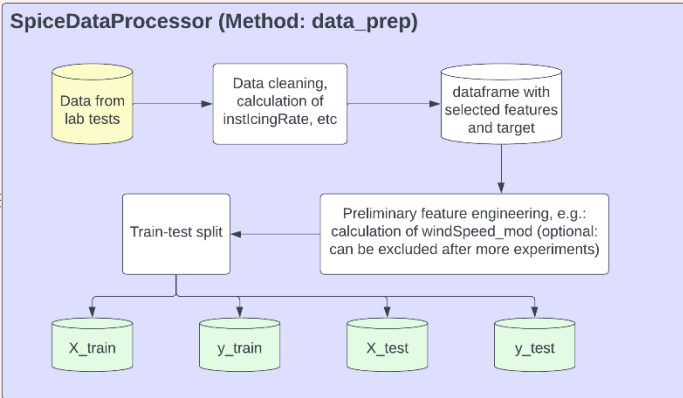 SpiceDataProcessor (Method: data_prep)
Data from
lab tests
Data cleaning,
calculation of
instIcingRate, etc
dataframe with
selected features
and target
Preliminary feature engineering, e.g.:
calculation of windSpeed_mod (optional:
can be excluded after more experiments)
Train-test split
X_train
y_train
X_test
y_test